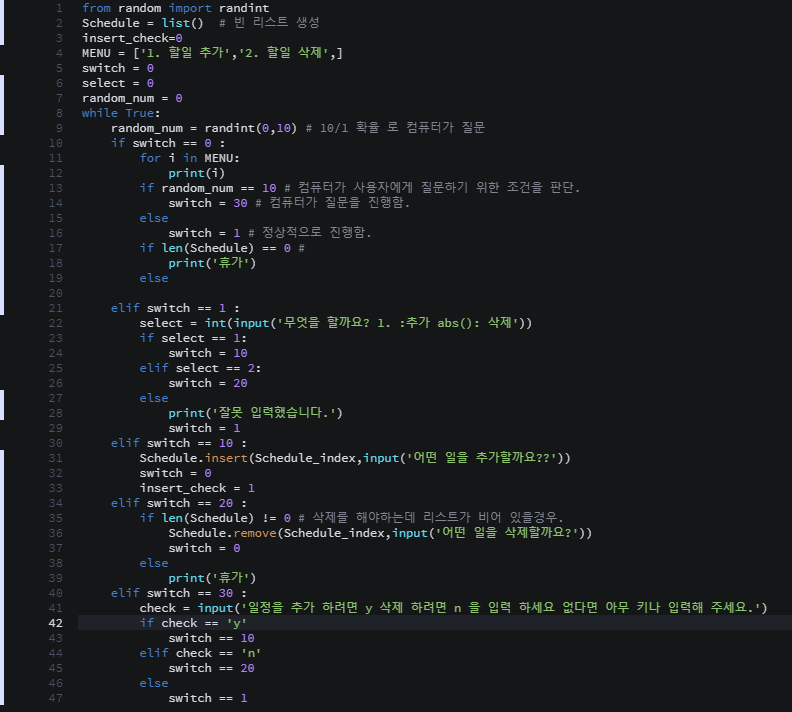 1 from random import randint
2 Schedule = list()  # 빈 리스트 생성
3 insert_check=0
4 MENU = ['1. 할일 추가','2. 할일 삭제',]
5 switch = 0
6 select = 0
7 random_num = 0
8 while True:
9     random_num = randint(0,10) # 10/1 확율 로 컴퓨터가 질문
10     if switch == 0 :
11         for i in MENU:
12             print(i)
13         if random_num == 10 # 컴퓨터가 사용자에게 질문하기 위한 조건을 판단.
14             switch = 30 # 컴퓨터가 질문을 진행함.
15         else
16             switch = 1 # 정상적으로 진행함.
17         if len(Schedule) == 0 #
18             print('휴가')
19         else
20
21     elif switch == 1 :
22         select = int(input('무엇을 할까요? 1. :추가 abs(): 삭제'))
23         if select == 1:
24             switch = 10
25         elif select == 2:
26             switch = 20
27         else
28             print('잘못 입력했습니다.')
29             switch = 1
30     elif switch == 10 :
31         Schedule.insert(Schedule_index,input('어떤 일을 추가할까요??'))
32         switch = 0
33         insert_check = 1
34     elif switch == 20 :
35         if len(Schedule) != 0 # 삭제를 해야하는데 리스트가 비어 있을경우.
36             Schedule.remove(Schedule_index,input('어떤 일을 삭제할까요?'))
37             switch = 0
38         else
39             print('휴가')
40     elif switch == 30 :
41         check = input('일정을 추가 하려면 y 삭제 하려면 n 을 입력 하세요 없다면 아무 키나 입력해 주세요.')
42         if check == 'y'
43             switch == 10
44         elif check == 'n'
45             switch == 20
46         else
47             switch == 1